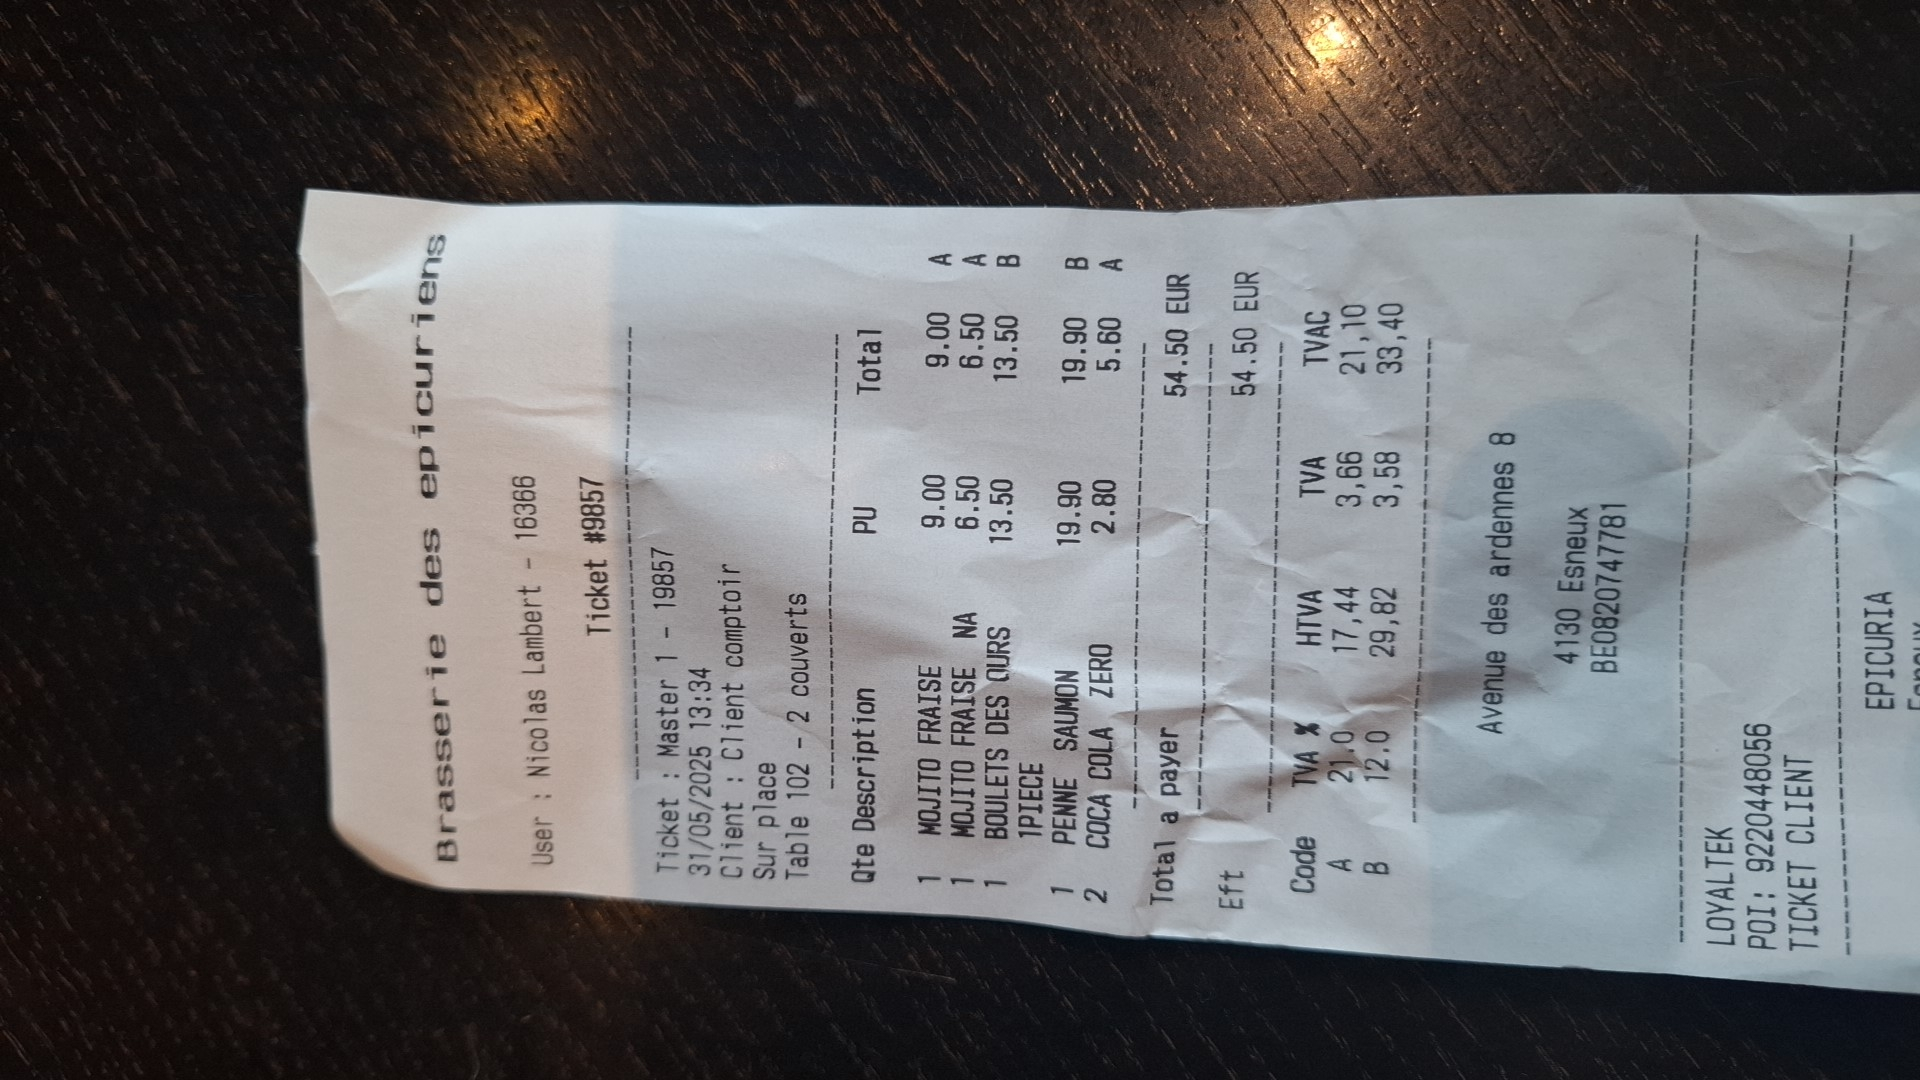 Brasserie des epicuriens
User : Nicolas Lambert - 16366
Ticket #9857
Ticket : Master 1 - 19857
31/05/2025 13:34
Client : Client comptoir
Sur place
Table 102 - 2 couverts
Qte Description PU Total
1 MOJITO FRAISE 9.00 9.00 A
1 MOJITO FRAISE NA 6.50 6.50 A
1 BOULETS DES OURS 13.50 13.50 B
1PIECE
1 PENNE SAUMON 19.90 19.90 B
2 COCA COLA ZERO 2.80 5.60 A
Total a payer 54.50 EUR
Eft 54.50 EUR
Code TVA % HTVA TVA TVAC
A 21.0 17,44 3,66 21,10
B 12.0 29,82 3,58 33,40
Avenue des ardennes 8
4130 Esneux
BE0820747781
LOYALTEK
POI: 9220448056
TICKET CLIENT
EPICURIA